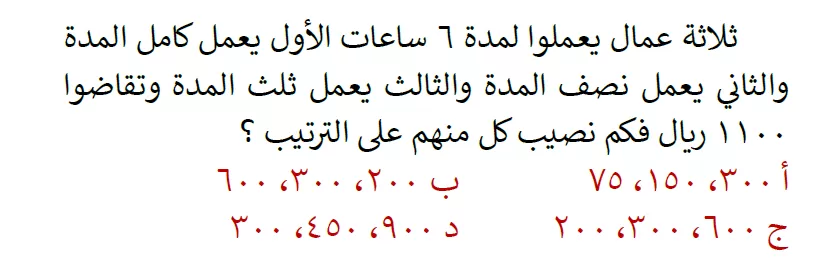 ثلاثة عمال يعملوا لمدة ٦ ساعات الأول يعمل كامل المدة
والثاني يعمل نصف المدة والثالث يعمل ثلث المدة وتقاضوا
١١٠٠ ريال فكم نصيب كل منهم على الترتيب ؟
أ ٣٠٠، ١٥٠، ٧٥ ب ٢٠٠، ٣٠٠، ٦٠٠
ج ٦٠٠، ٣٠٠، ٢٠٠ د ٩٠٠، ٤٥٠، ٣٠٠